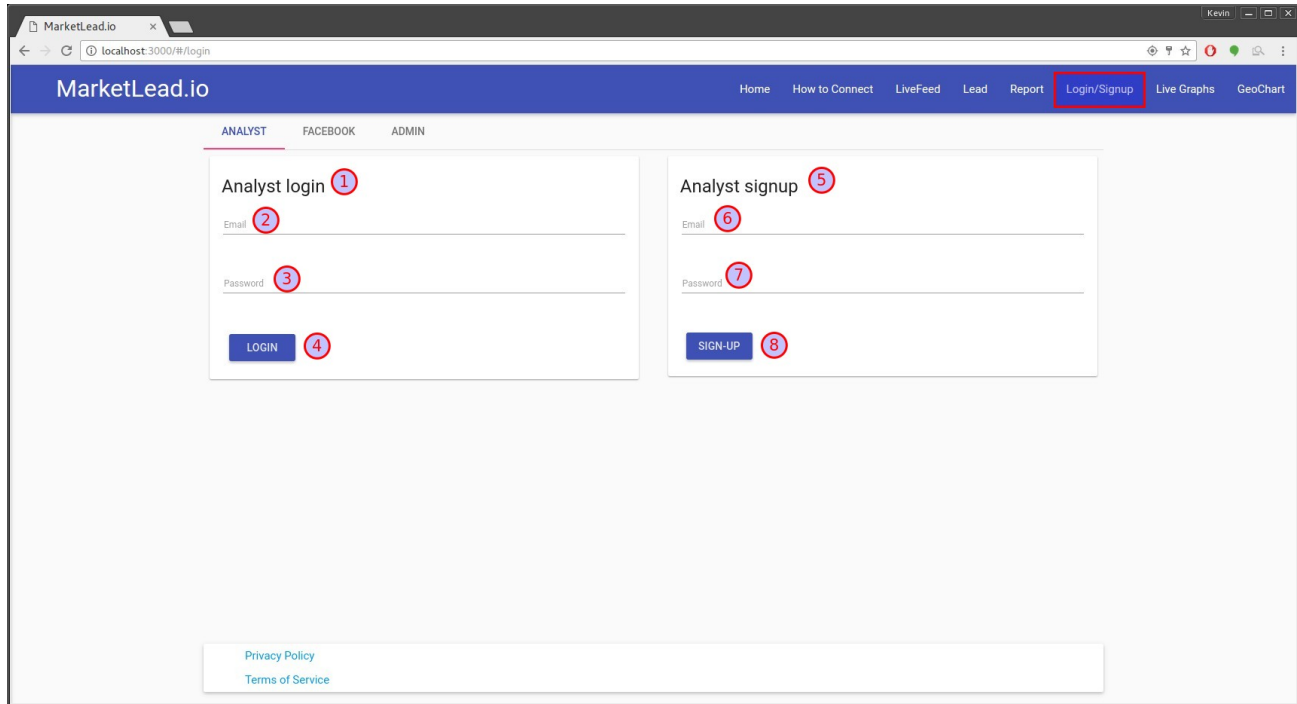 MarketLead.io ×
Kevin
localhost:3000/#/login
MarketLead.io Home How to Connect LiveFeed Lead Report Login/Signup Live Graphs GeoChart
ANALYST FACEBOOK ADMIN
Analyst login 1
Email 2
Password 3
LOGIN 4
Analyst signup 5
Email 6
Password 7
SIGN-UP 8
Privacy Policy
Terms of Service